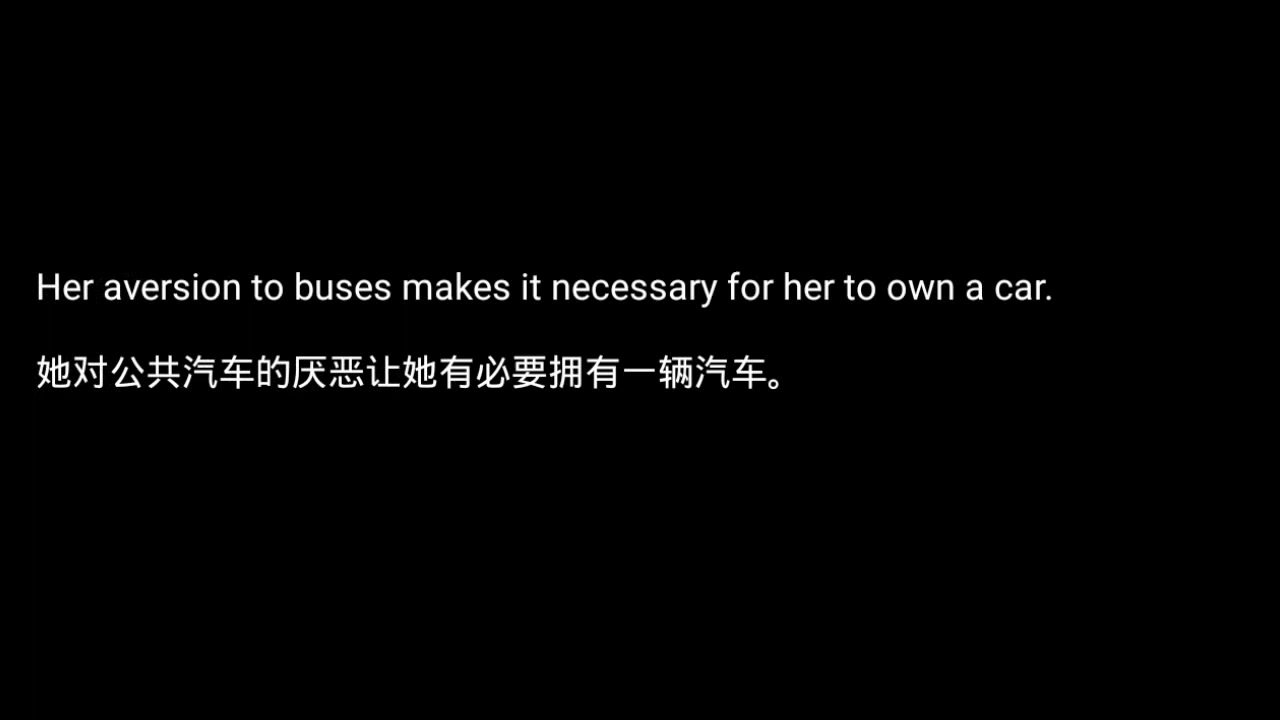 Her aversion to buses makes it necessary for her to own a car.
她对公共汽车的厌恶让她有必要拥有一辆汽车。